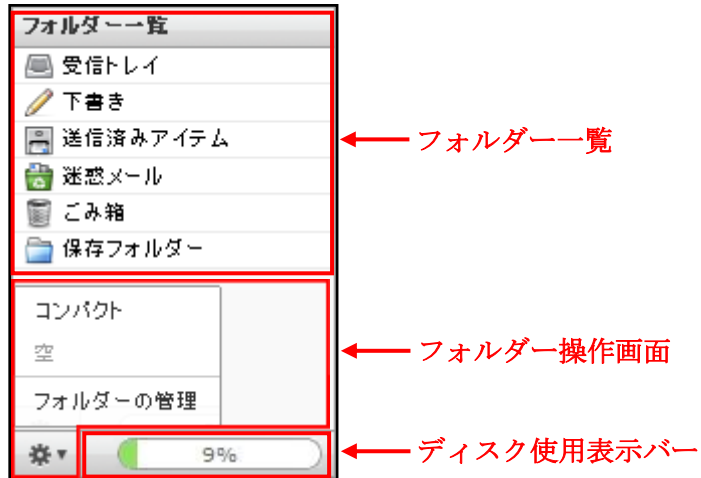 フォルダー一覧
受信トレイ
下書き
送信済みアイテム
迷惑メール
ごみ箱
保存フォルダー
フォルダー一覧
コンパクト
空
フォルダーの管理
フォルダー操作画面
9%
ディスク使用表示バー